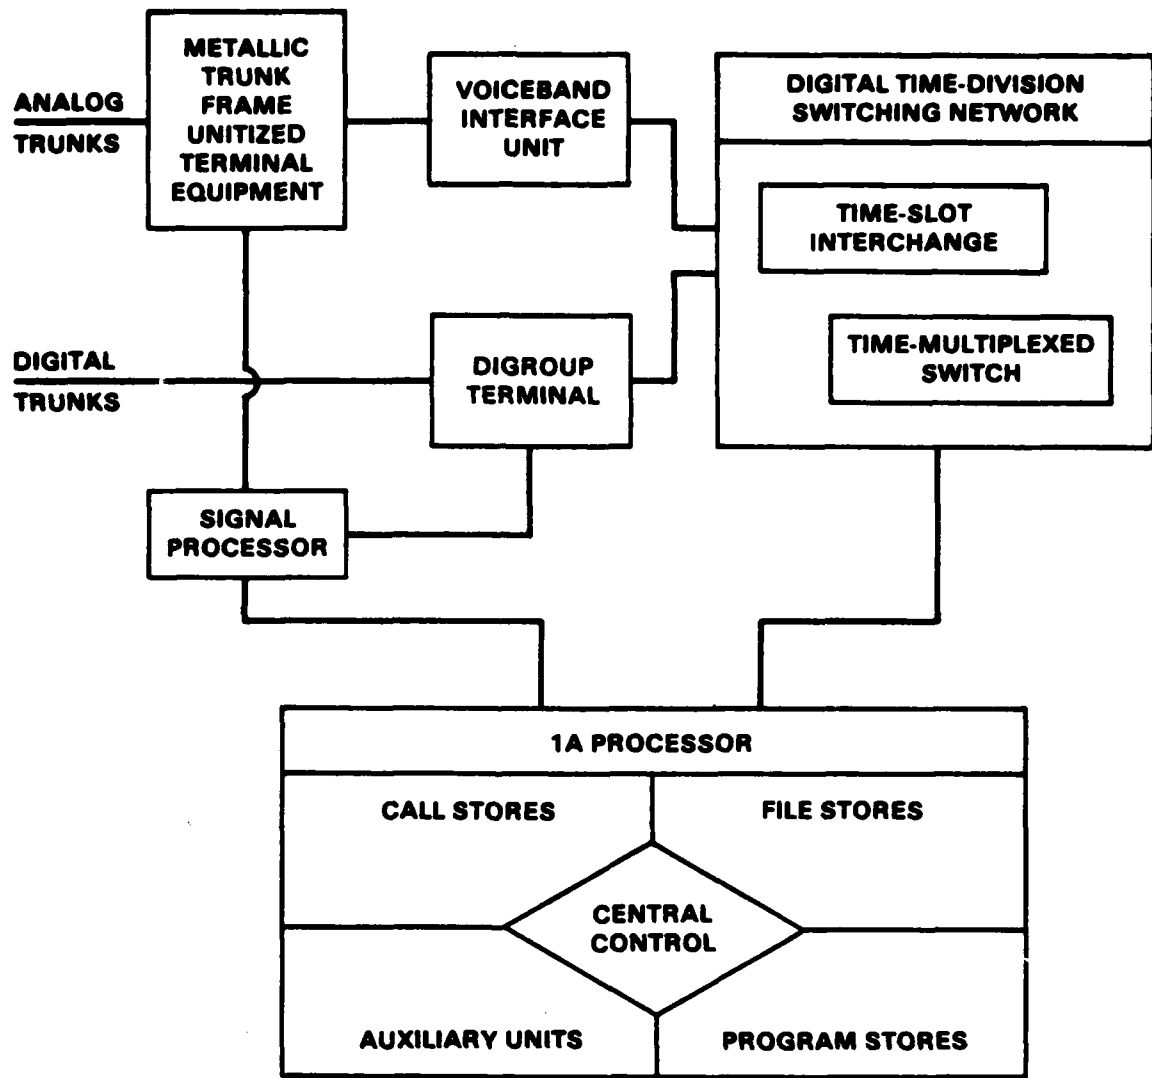 METALLIC
TRUNK
FRAME
UNITIZED
TERMINAL
EQUIPMENT
ANALOG
TRUNKS
VOICEBAND
INTERFACE
UNIT
DIGITAL TIME-DIVISION
SWITCHING NETWORK
TIME-SLOT
INTERCHANGE
TIME-MULTIPLEXED
SWITCH
DIGITAL
TRUNKS
DIGROUP
TERMINAL
SIGNAL
PROCESSOR
1A PROCESSOR
CALL STORES
FILE STORES
CENTRAL
CONTROL
AUXILIARY UNITS
PROGRAM STORES